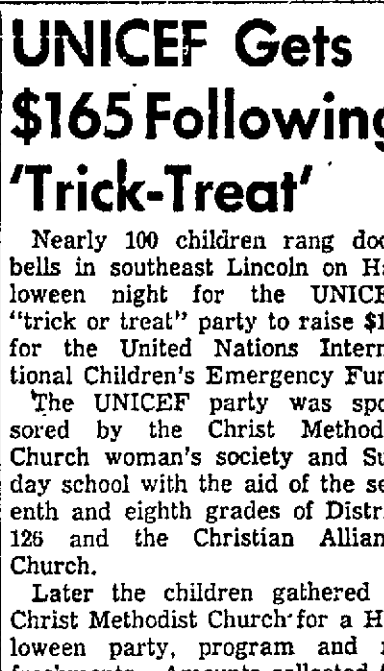 UNICEF Gets
$165 Following
'Trick-Treat'
Nearly 100 children rang doo
bells in southeast Lincoln on Ha
loween night for the UNICE
"trick or treat" party to raise $1
for the United Nations Intern
tional Children's Emergency Fun
The UNICEF party was spo
sored by the Christ Method
Church woman's society and Su
day school with the aid of the se
enth and eighth grades of Distr
126 and the Christian Allian
Church.
Later the children gathered
Christ Methodist Church for a H
loween party, program and